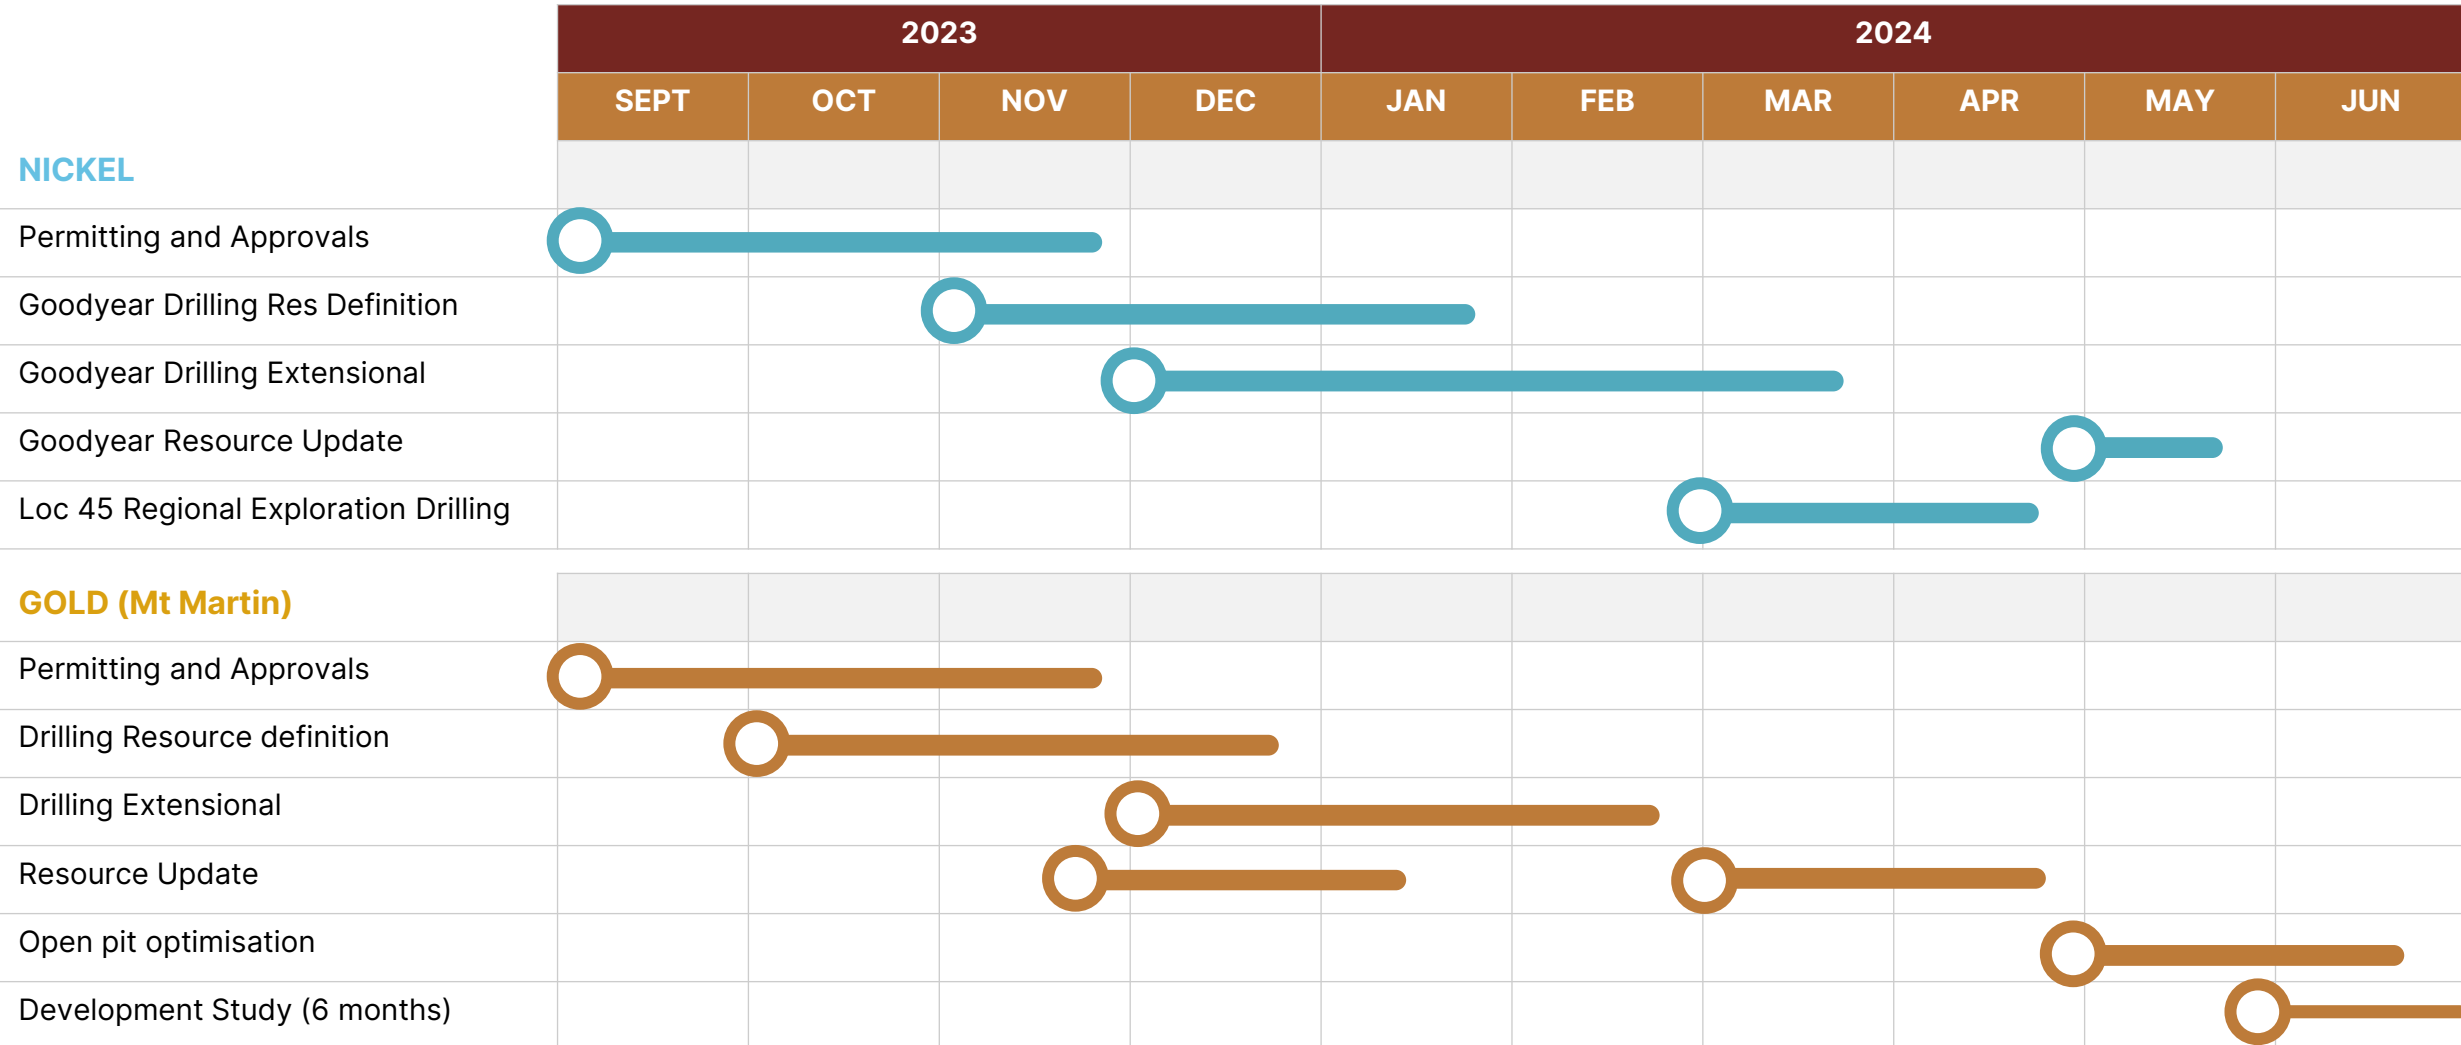 2023 2024
SEPT OCT NOV DEC JAN FEB MAR APR MAY JUN
NICKEL
Permitting and Approvals
Goodyear Drilling Res Definition
Goodyear Drilling Extensional
Goodyear Resource Update
Loc 45 Regional Exploration Drilling
GOLD (Mt Martin)
Permitting and Approvals
Drilling Resource definition
Drilling Extensional
Resource Update
Open pit optimisation
Development Study (6 months)